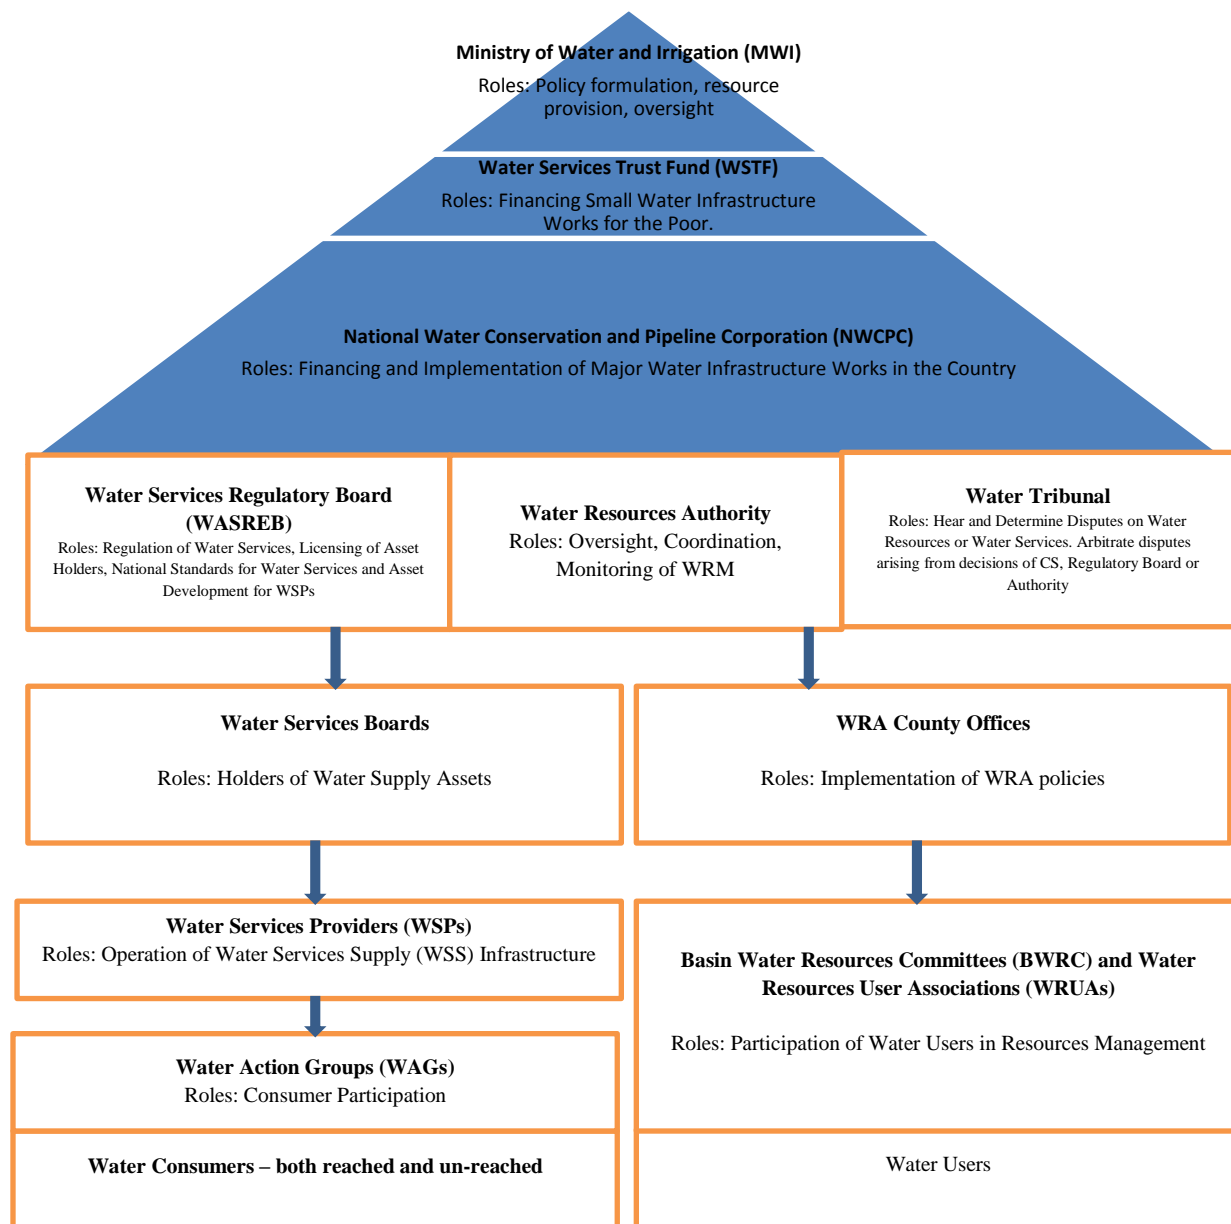 Ministry of Water and Irrigation (MWI)
Roles: Policy formulation, resource
provision, oversight
Water Services Trust Fund (WSTF)
Roles: Financing Small Water Infrastructure
Works for the Poor.
National Water Conservation and Pipeline Corporation (NWCPC)
Roles: Financing and Implementation of Major Water Infrastructure Works in the Country
Water Services Regulatory Board
(WASREB)
Roles: Regulation of Water Services, Licensing of Asset
Holders, National Standards for Water Services and Asset
Development for WSPs
Water Resources Authority
Roles: Oversight, Coordination,
Monitoring of WRM
Water Tribunal
Roles: Hear and Determine Disputes on Water
Resources or Water Services. Arbitrate disputes
arising from decisions of CS, Regulatory Board or
Authority
Water Services Boards
Roles: Holders of Water Supply Assets
WRA County Offices
Roles: Implementation of WRA policies
Water Services Providers (WSPs)
Roles: Operation of Water Services Supply (WSS) Infrastructure
Basin Water Resources Committees (BWRC) and Water
Resources User Associations (WRUAs)
Roles: Participation of Water Users in Resources Management
Water Action Groups (WAGs)
Roles: Consumer Participation
Water Consumers – both reached and un-reached
Water Users